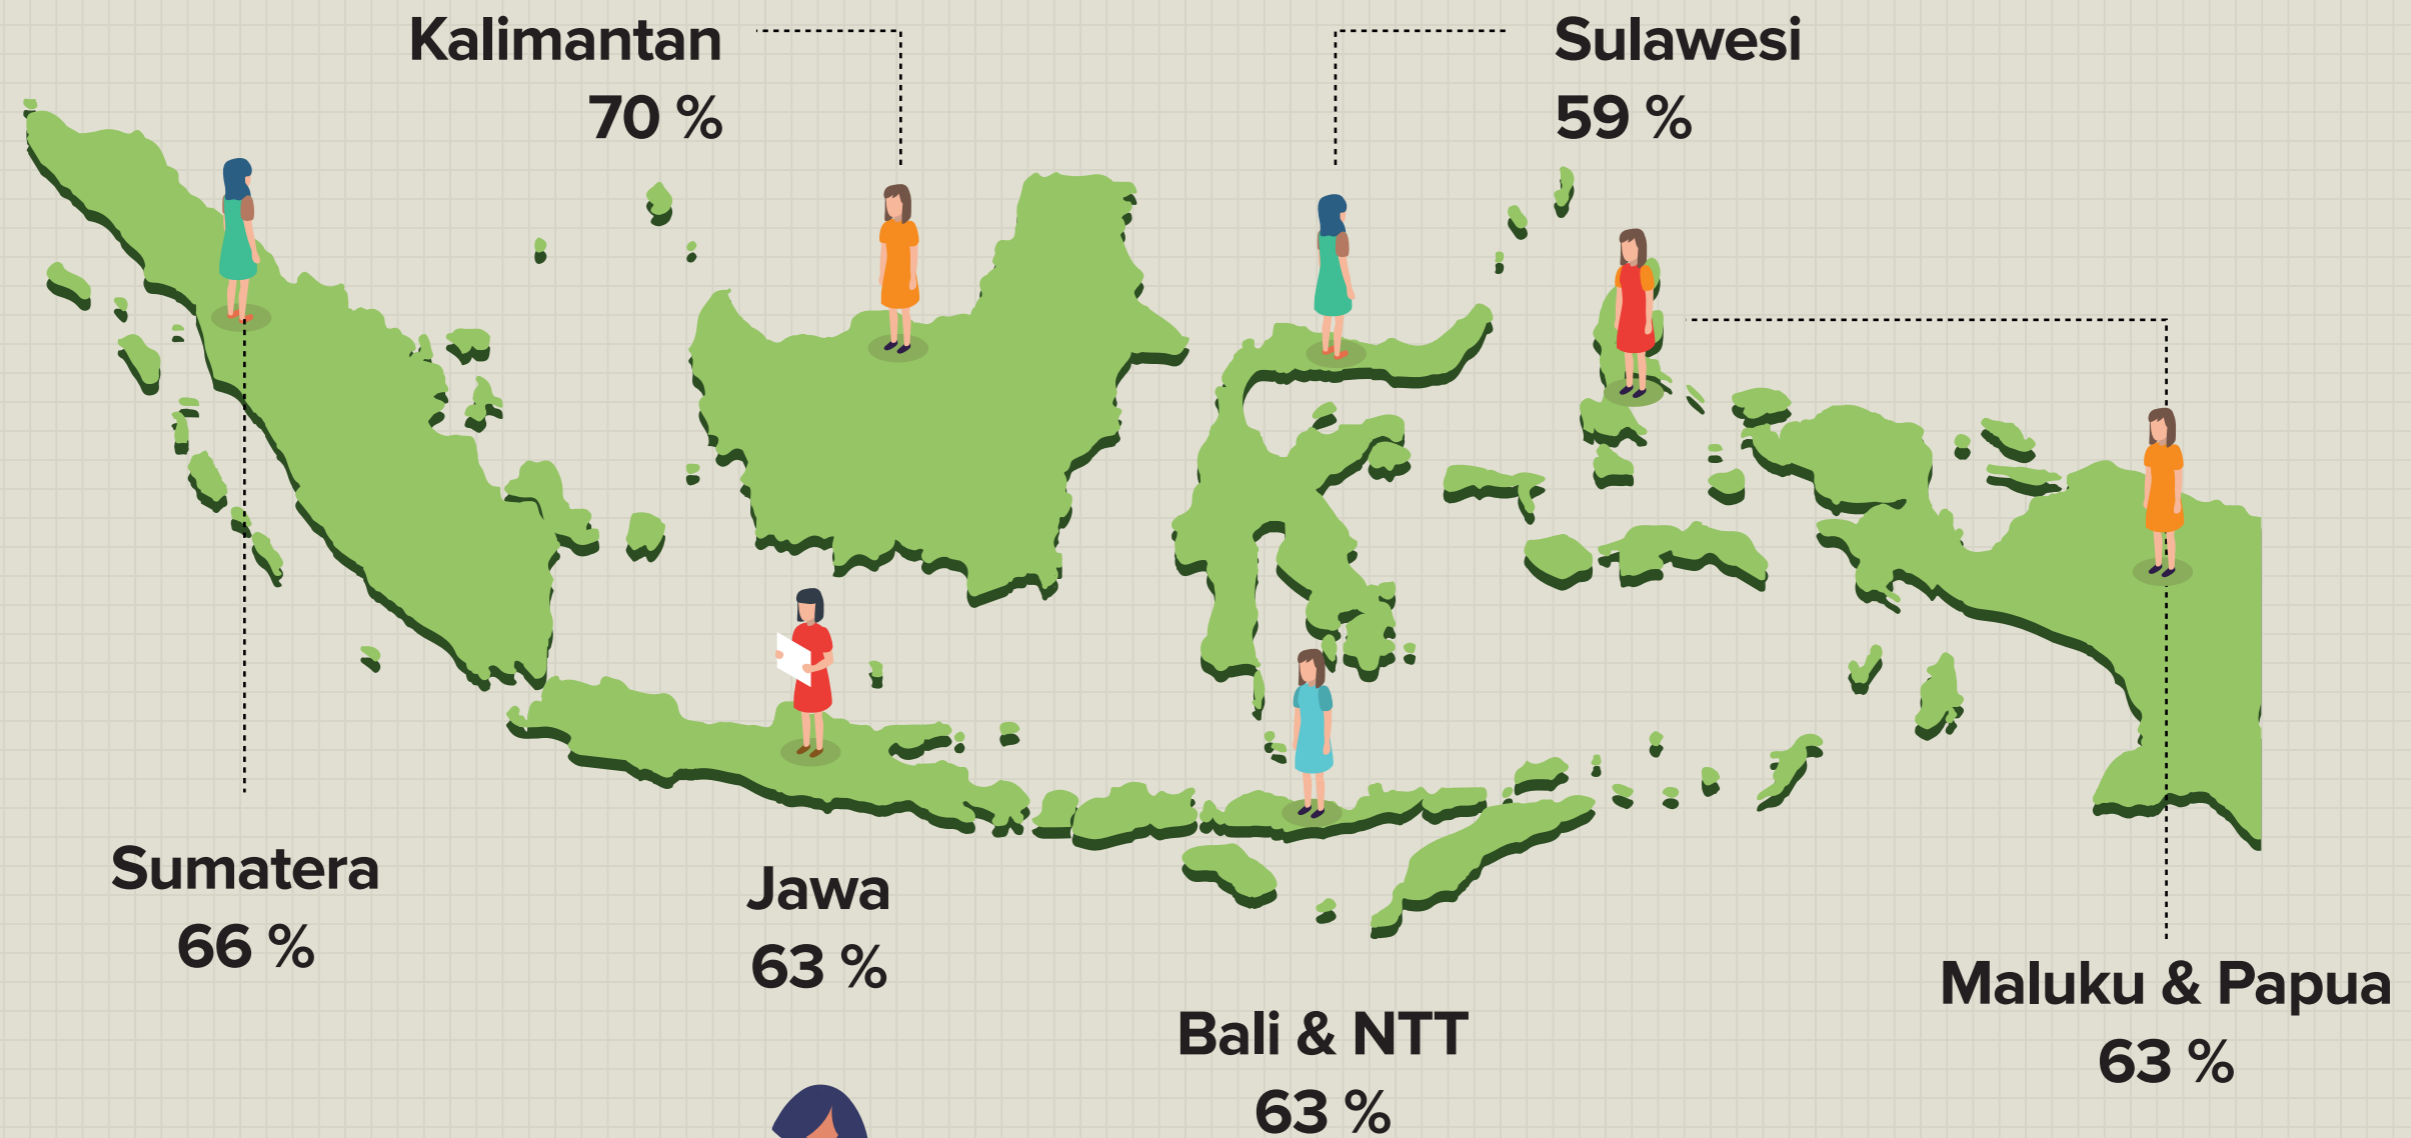 Kalimantan
70 %
Sulawesi
59 %
Sumatera
66 %
Jawa
63 %
Bali & NTT
63 %
Maluku & Papua
63 %